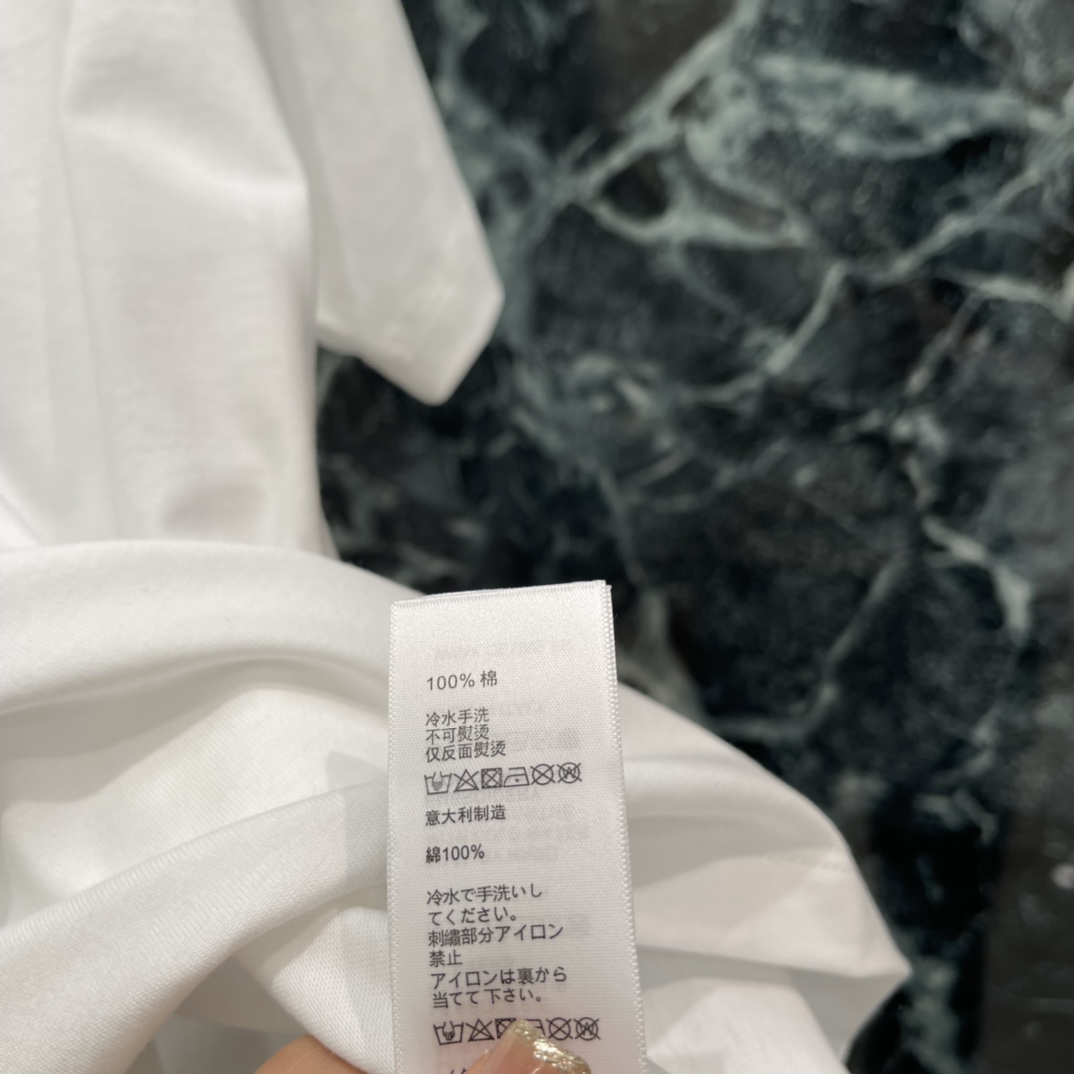 100% 棉
冷水手洗
不可熨烫
仅反面熨烫
意大利制造
綿100%
冷水で手洗いし
てください。
刺繡部分アイロン
禁止
アイロンは裏から
当てて下さい。